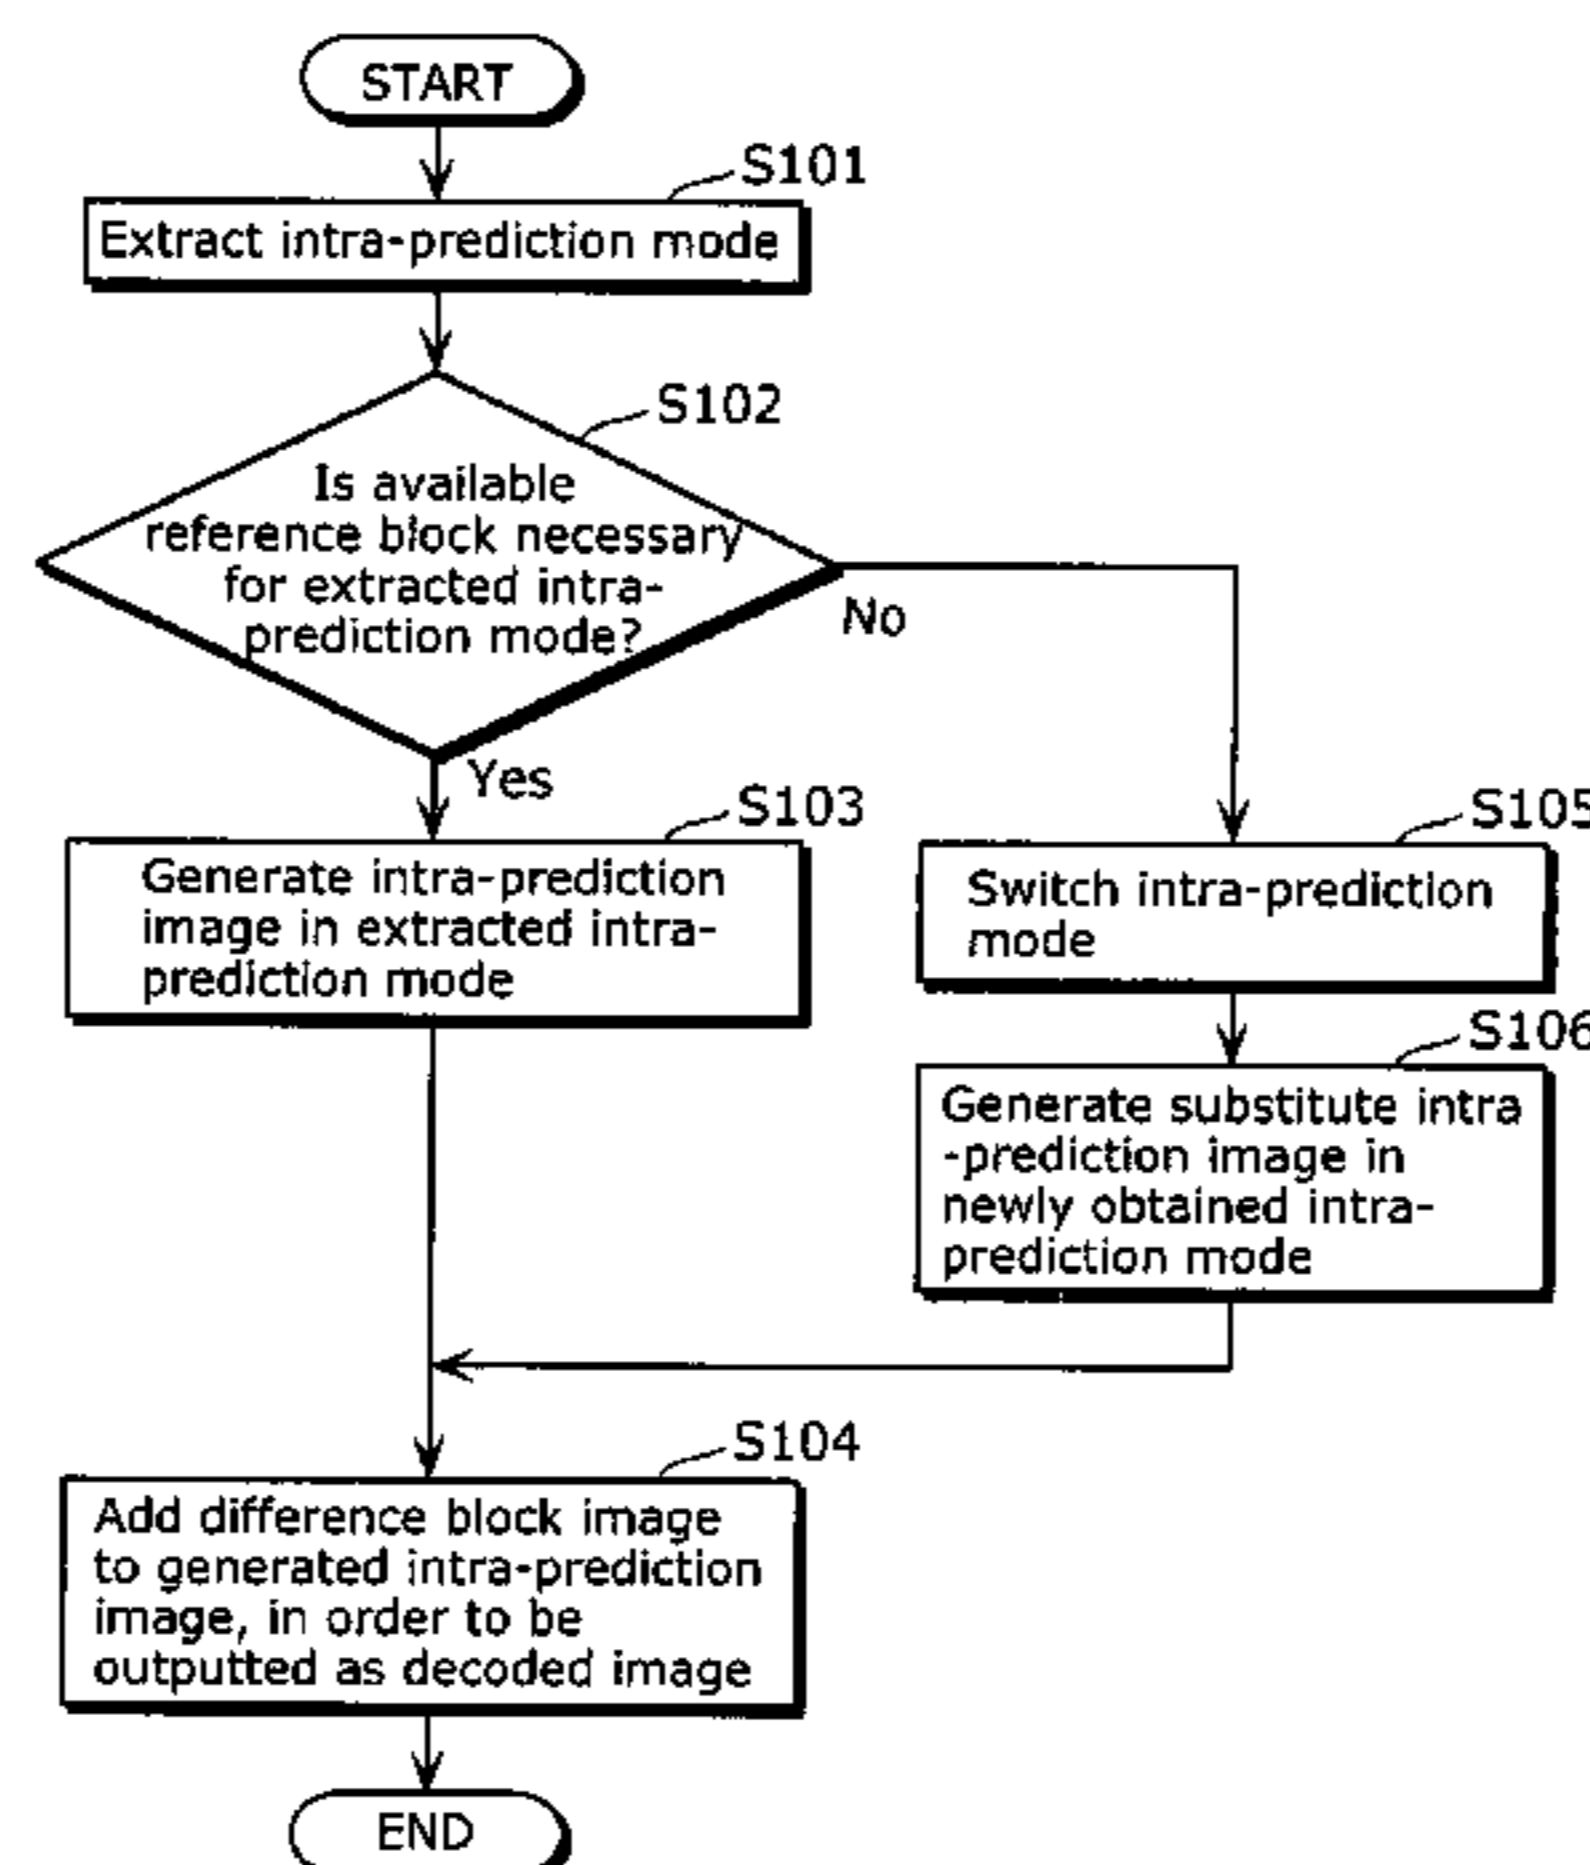 START
S101
Extract intra-prediction mode
S102
Is available
reference block necessary
for extracted intra-
prediction mode?
No
Yes
S103
Generate intra-prediction
image in extracted intra-
prediction mode
S105
Switch intra-prediction
mode
S106
Generate substitute intra
-prediction image in
newly obtained intra-
prediction mode
S104
Add difference block image
to generated intra-prediction
image, in order to be
outputted as decoded image
END